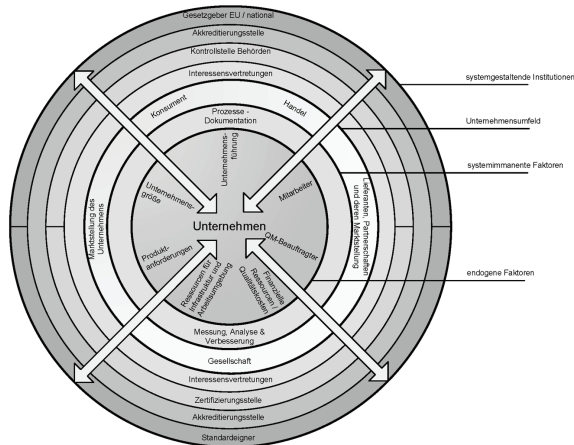 Gesetzgeber EU / national
Akkreditierungsstelle
Kontrollstelle Behörden
Interessensvertretungen
Konsument
Handel
Prozesse -
Dokumentation
Unternehmens-
führung
Unternehmens-
größe
Mitarbeiter
Unternehmen
Produkt-
anforderungen
QM-Beauftragter
Ressourcen für
Infrastruktur und
Arbeitsumgebung
Finanzielle
Ressourcen /
Qualitätskosten
Marktstellung des
Unternehmens
Lieferanten, Partnerschaften
und deren Marktstellung
Messung, Analyse &
Verbesserung
Gesellschaft
Interessensvertretungen
Zertifizierungsstelle
Akkreditierungsstelle
Standardeigner
systemgestaltende Institutionen
Unternehmensumfeld
systemimmanente Faktoren
endogene Faktoren